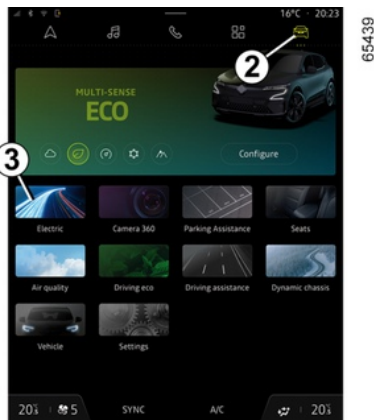 16°C · 20:23
2
MULTI-SENSE
ECO
Configure
3
Electric
Camera 360
Parking Assistance
Seats
Air quality
Driving eco
Driving assistance
Dynamic chassis
Vehicle
Settings
5
SYNC
A/C
65439